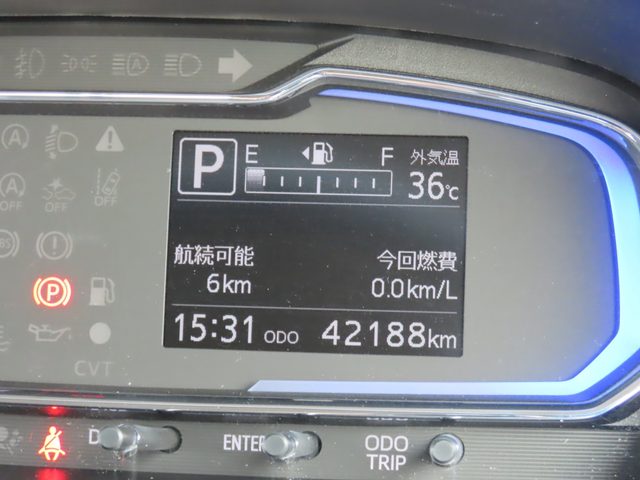 E F 外気温
P 36℃
OFF OFF
航続可能 今回燃費
6km 0.0km/L
(P)
15:31 ODO 42188km
CVT
ENTER ODO
TRIP